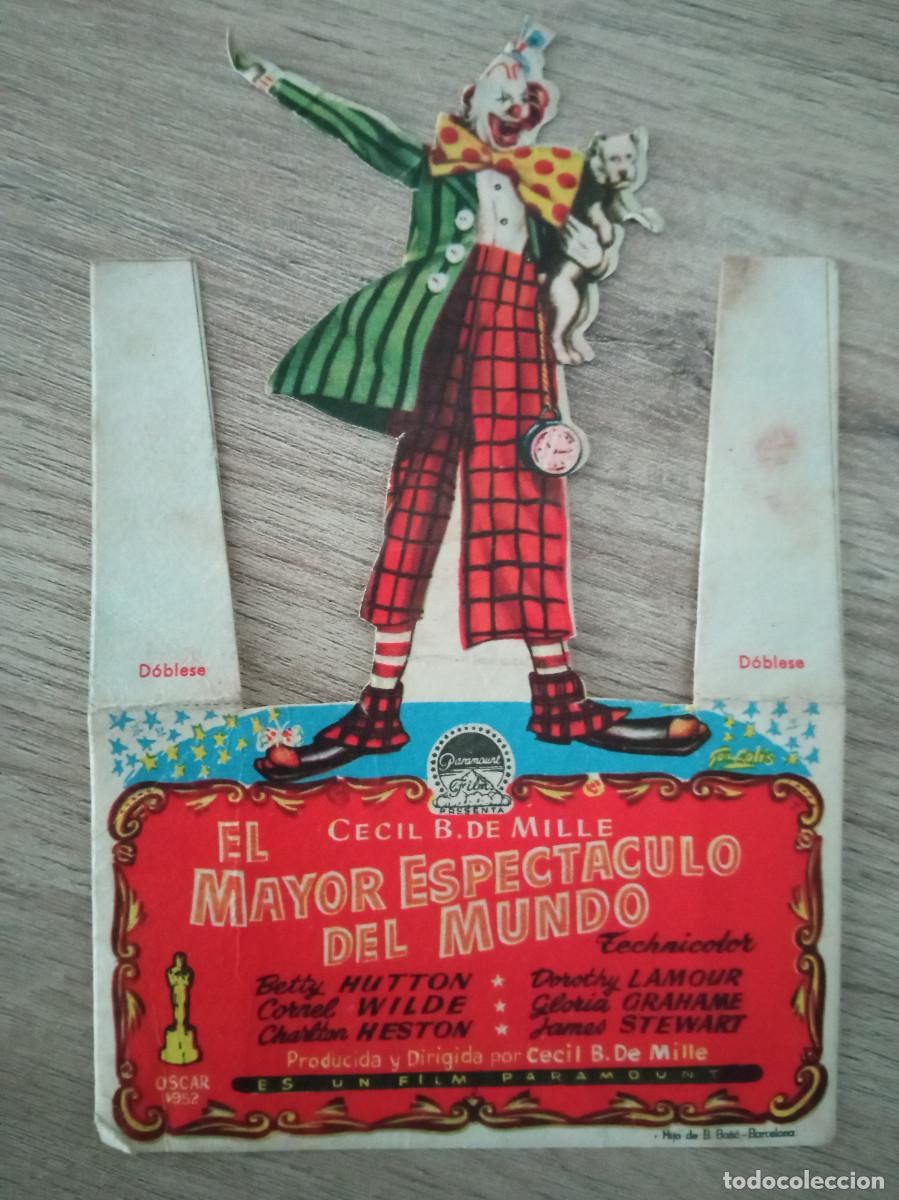 Dóblese
Dóblese
Paramount
Film
PRESENTA
CECIL B. DE MILLE
EL
MAYOR ESPECTACULO
DEL MUNDO
Technicolor
Betty HUTTON ★ Dorothy LAMOUR
Cornel WILDE ★ Gloria GRAHAME
Charlton HESTON ★ James STEWART
Producida y Dirigida por Cecil B. De Mille
OSCAR
1952
ES UN FILM PARAMOUNT
Hijo de B. Baño - Barcelona
todocoleccion